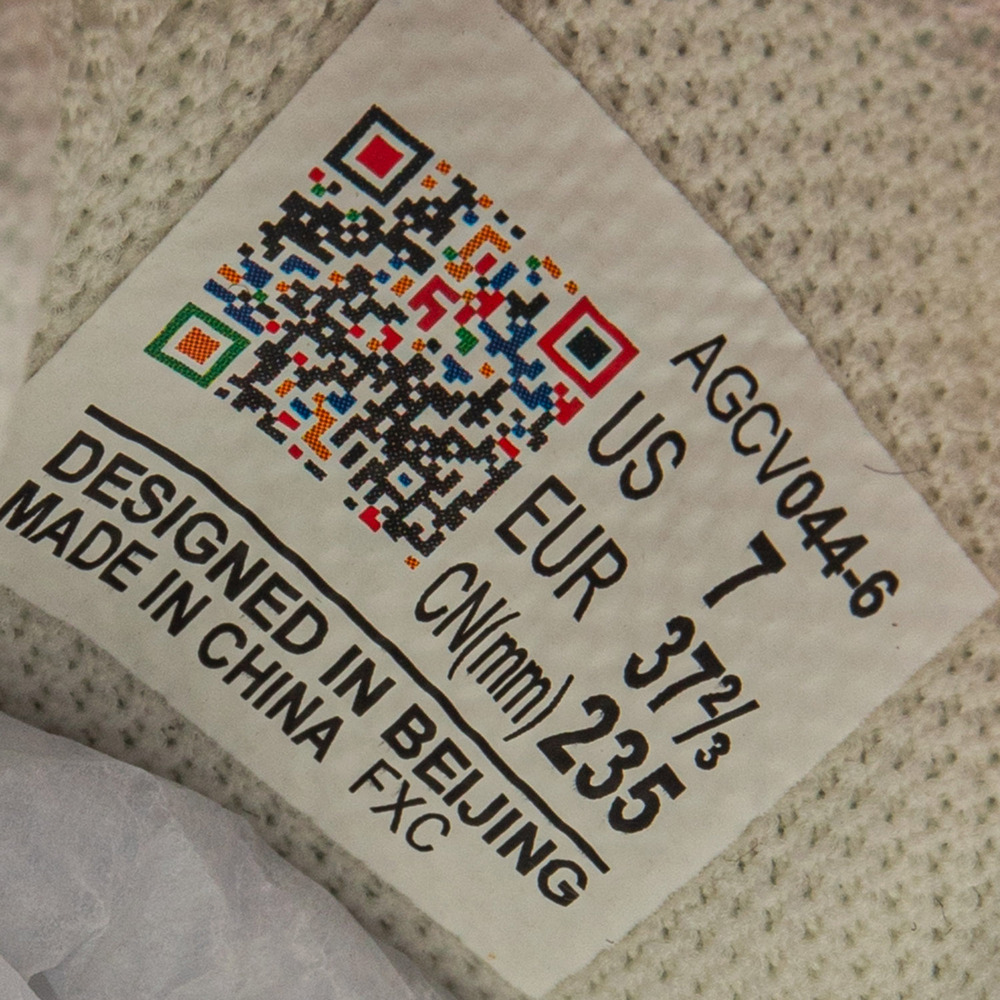 AGCV044-6
US 7
EUR 37⅔
CN(mm) 235
DESIGNED IN BEIJING
MADE IN CHINA FXC